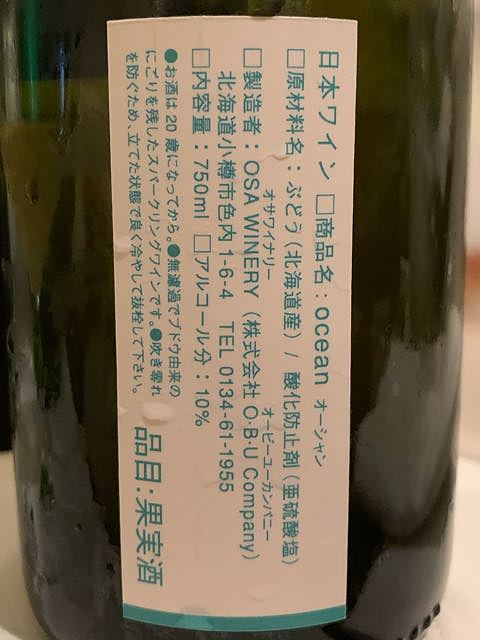 日本ワイン □商品名：ocean オーシャン
□原材料名：ぶどう（北海道産）/ 酸化防止剤（亜硫酸塩）
オサワイナリー オービーユーカンパニー
□製造者：OSA WINERY（株式会社 O·B·U Company）
北海道小樽市色内 1-6-4 TEL 0134-61-1955
□内容量：750ml □アルコール分：10%
●お酒は 20 歳になってから。●無濾過でブドウ由来の
にごりを残したスパークリングワインです。●吹き零れ
を防ぐため、立てた状態で良く冷やして抜栓して下さい。
品目：果実酒